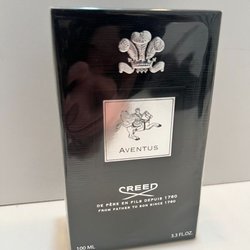 AVENTUS
CREED
DE PÈRE EN FILS DEPUIS 1760
FROM FATHER TO SON SINCE 1760
100 ML
3.3 FL.OZ.